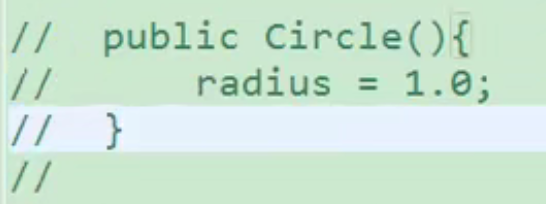 //  public Circle(){
//      radius = 1.0;
//  }
//